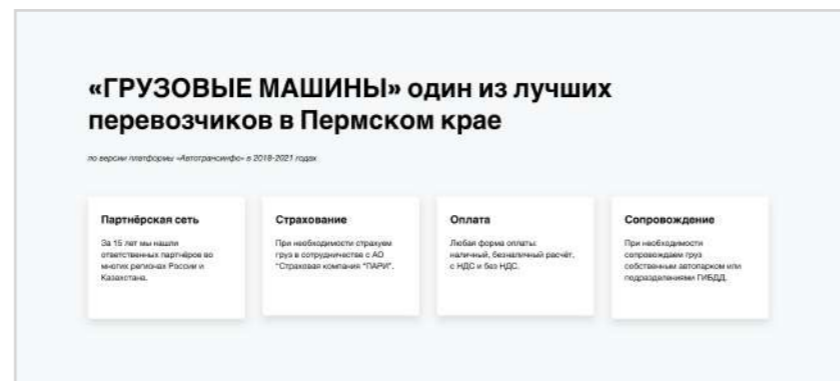 «ГРУЗОВЫЕ МАШИНЫ» один из лучших
перевозчиков в Пермском крае
по версии платформы «Автотрансинфо» в 2018-2021 годах
Партнёрская сеть
За 15 лет мы нашли
ответственных партнёров во
многих регионах России и
Казахстана.
Страхование
При необходимости страхуем
груз в сотрудничестве с АО
"Страховая компания "ПАРИ".
Оплата
Любая форма оплаты:
наличный, безналичный расчёт,
с НДС и без НДС.
Сопровождение
При необходимости
сопровождаем груз
собственным автопарком или
подразделениями ГИБДД.